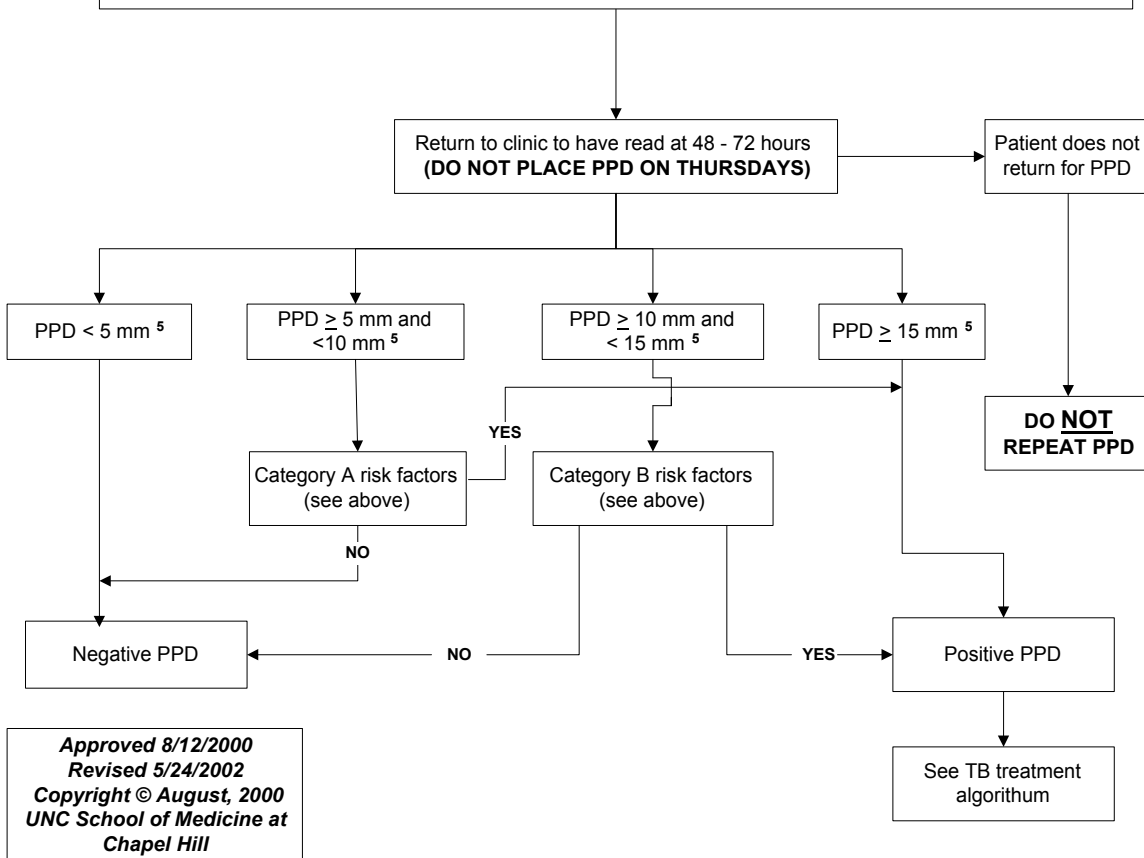 Return to clinic to have read at 48 - 72 hours
(DO NOT PLACE PPD ON THURSDAYS)
Patient does not
return for PPD
PPD < 5 mm 5
PPD ≥ 5 mm and
<10 mm 5
PPD ≥ 10 mm and
< 15 mm 5
PPD ≥ 15 mm 5
DO NOT
REPEAT PPD
YES
Category A risk factors
(see above)
Category B risk factors
(see above)
NO
Negative PPD
NO
YES
Positive PPD
Approved 8/12/2000
Revised 5/24/2002
Copyright © August, 2000
UNC School of Medicine at
Chapel Hill
See TB treatment
algorithum